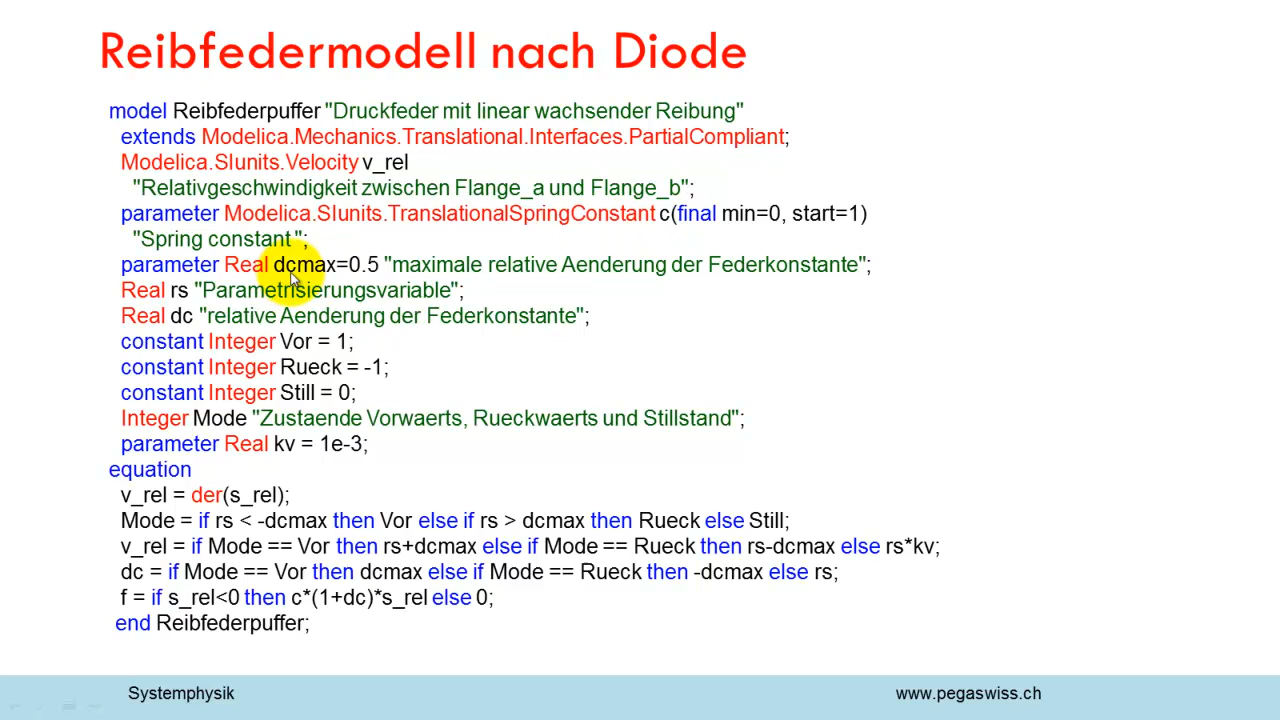 Reibfedermodell nach Diode
model Reibfederpuffer "Druckfeder mit linear wachsender Reibung"
extends Modelica.Mechanics.Translational.Interfaces.PartialCompliant;
Modelica.SIunits.Velocity v_rel
"Relativgeschwindigkeit zwischen Flange_a und Flange_b";
parameter Modelica.SIunits.TranslationalSpringConstant c(final min=0, start=1)
"Spring constant ";
parameter Real dcmax=0.5 "maximale relative Aenderung der Federkonstante";
Real rs "Parametrisierungsvariable";
Real dc "relative Aenderung der Federkonstante";
constant Integer Vor = 1;
constant Integer Rueck = -1;
constant Integer Still = 0;
Integer Mode "Zustaende Vorwaerts, Rueckwaerts und Stillstand";
parameter Real kv = 1e-3;
equation
v_rel = der(s_rel);
Mode = if rs < -dcmax then Vor else if rs > dcmax then Rueck else Still;
v_rel = if Mode == Vor then rs+dcmax else if Mode == Rueck then rs-dcmax else rs*kv;
dc = if Mode == Vor then dcmax else if Mode == Rueck then -dcmax else rs;
f = if s_rel<0 then c*(1+dc)*s_rel else 0;
end Reibfederpuffer;
Systemphysik
www.pegaswiss.ch